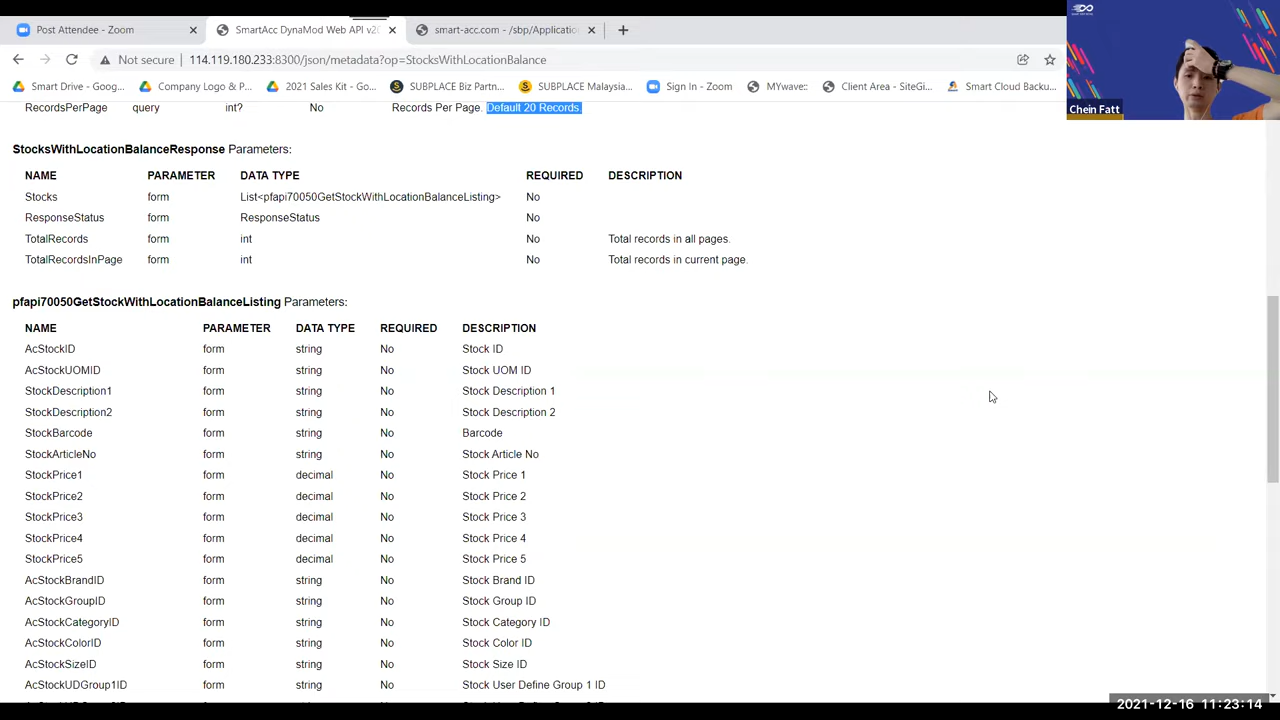 Post Attendee - Zoom
SmartAcc DynaMod Web API v20
smart-acc.com - /sbp/Application
Not secure 114.119.180.233:8300/json/metadata?op=StocksWithLocationBalance
Smart Drive - Goog... Company Logo & P... 2021 Sales Kit - Go... SUBPLACE Biz Partn... SUBPLACE Malaysia... Sign In - Zoom MYwave:: Client Area - SiteGi... Smart Cloud Backu...
Chein Fatt
RecordsPerPage query int? No Records Per Page. Default 20 Records.
StocksWithLocationBalanceResponse Parameters:
NAME PARAMETER DATA TYPE REQUIRED DESCRIPTION
Stocks form List<pfapi70050GetStockWithLocationBalanceListing> No
ResponseStatus form ResponseStatus No
TotalRecords form int No Total records in all pages.
TotalRecordsInPage form int No Total records in current page.
pfapi70050GetStockWithLocationBalanceListing Parameters:
NAME PARAMETER DATA TYPE REQUIRED DESCRIPTION
AcStockID form string No Stock ID
AcStockUOMID form string No Stock UOM ID
StockDescription1 form string No Stock Description 1
StockDescription2 form string No Stock Description 2
StockBarcode form string No Barcode
StockArticleNo form string No Stock Article No
StockPrice1 form decimal No Stock Price 1
StockPrice2 form decimal No Stock Price 2
StockPrice3 form decimal No Stock Price 3
StockPrice4 form decimal No Stock Price 4
StockPrice5 form decimal No Stock Price 5
AcStockBrandID form string No Stock Brand ID
AcStockGroupID form string No Stock Group ID
AcStockCategoryID form string No Stock Category ID
AcStockColorID form string No Stock Color ID
AcStockSizeID form string No Stock Size ID
AcStockUDGroup1ID form string No Stock User Define Group 1 ID
2021-12-16 11:23:14